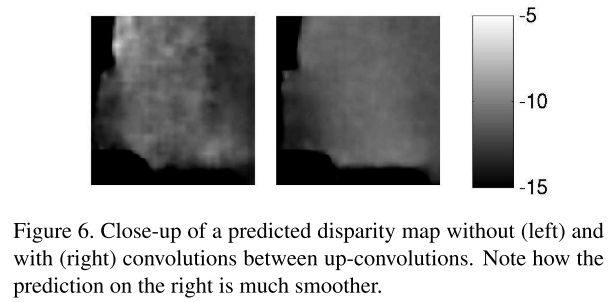 -5
-10
-15
Figure 6. Close-up of a predicted disparity map without (left) and
with (right) convolutions between up-convolutions. Note how the
prediction on the right is much smoother.